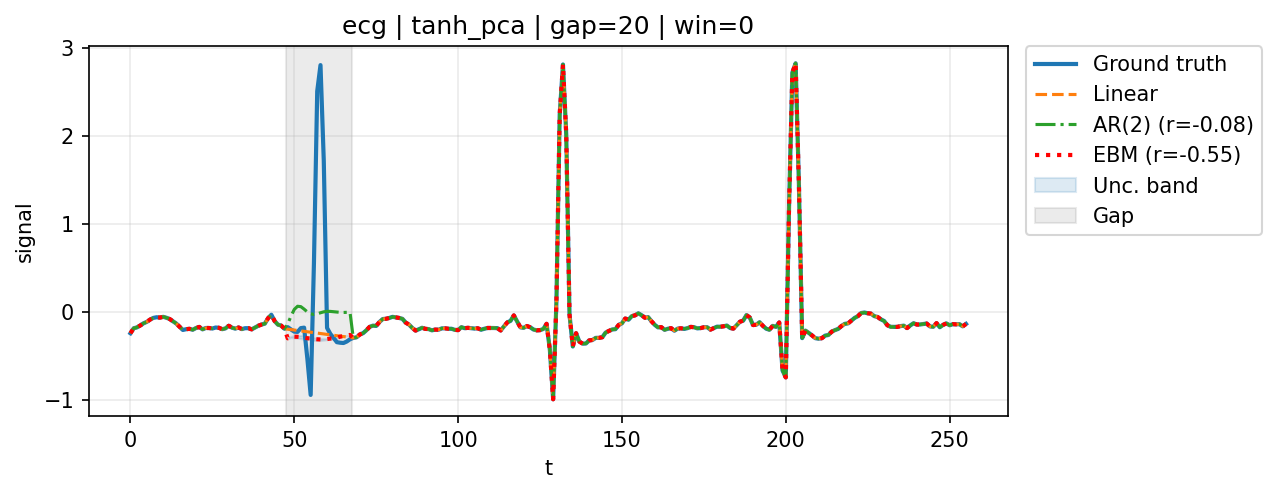 ecg | tanh_pca | gap=20 | win=0
3
2
1
0
−1
signal
0
50
100
150
200
250
t
Ground truth
Linear
AR(2) (r=-0.08)
EBM (r=-0.55)
Unc. band
Gap